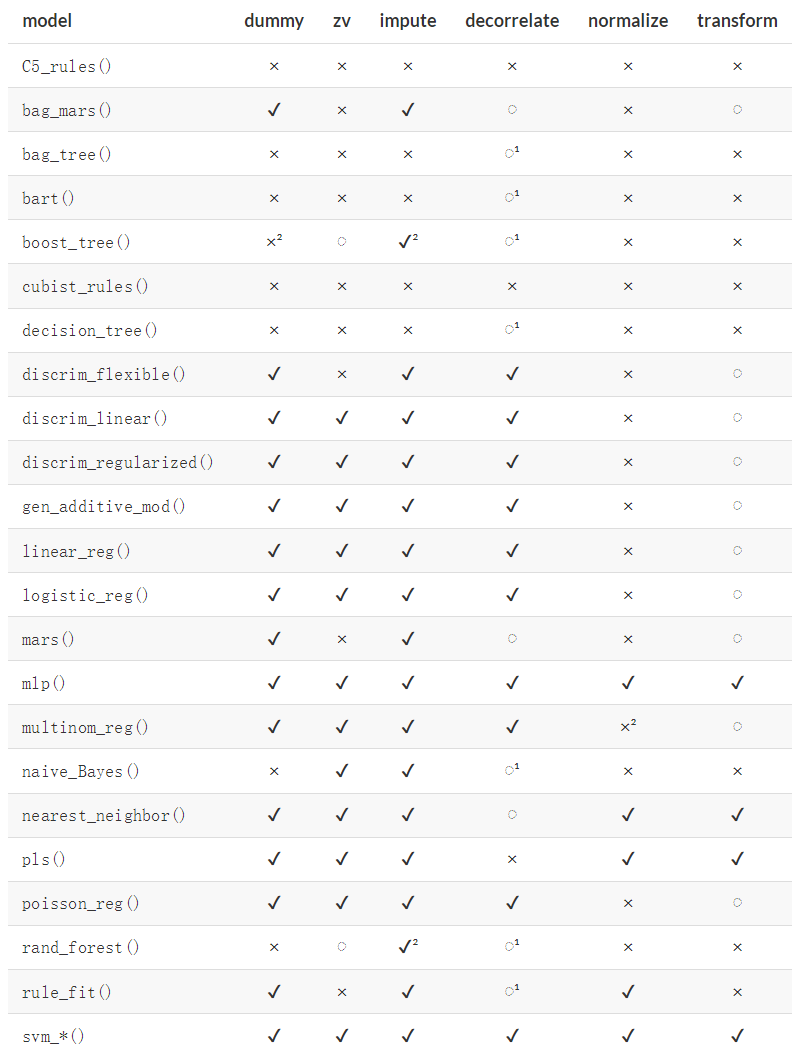 model dummy zv impute decorrelate normalize transform
C5_rules() × × × × × ×
bag_mars() ✓ × ✓ ◌ × ◌
bag_tree() × × × ◌¹ × ×
bart() × × × ◌¹ × ×
boost_tree() ×² ◌ ✓² ◌¹ × ×
cubist_rules() × × × × × ×
decision_tree() × × × ◌¹ × ×
discrim_flexible() ✓ × ✓ ✓ × ◌
discrim_linear() ✓ ✓ ✓ ✓ × ◌
discrim_regularized() ✓ ✓ ✓ ✓ × ◌
gen_additive_mod() ✓ ✓ ✓ ✓ × ◌
linear_reg() ✓ ✓ ✓ ✓ × ◌
logistic_reg() ✓ ✓ ✓ ✓ × ◌
mars() ✓ × ✓ ◌ × ◌
mlp() ✓ ✓ ✓ ✓ ✓ ✓
multinom_reg() ✓ ✓ ✓ ✓ ×² ◌
naive_Bayes() × ✓ ✓ ◌¹ × ×
nearest_neighbor() ✓ ✓ ✓ ◌ ✓ ✓
pls() ✓ ✓ ✓ × ✓ ✓
poisson_reg() ✓ ✓ ✓ ✓ × ◌
rand_forest() × ◌ ✓² ◌¹ × ×
rule_fit() ✓ × ✓ ◌¹ ✓ ×
svm_*() ✓ ✓ ✓ ✓ ✓ ✓